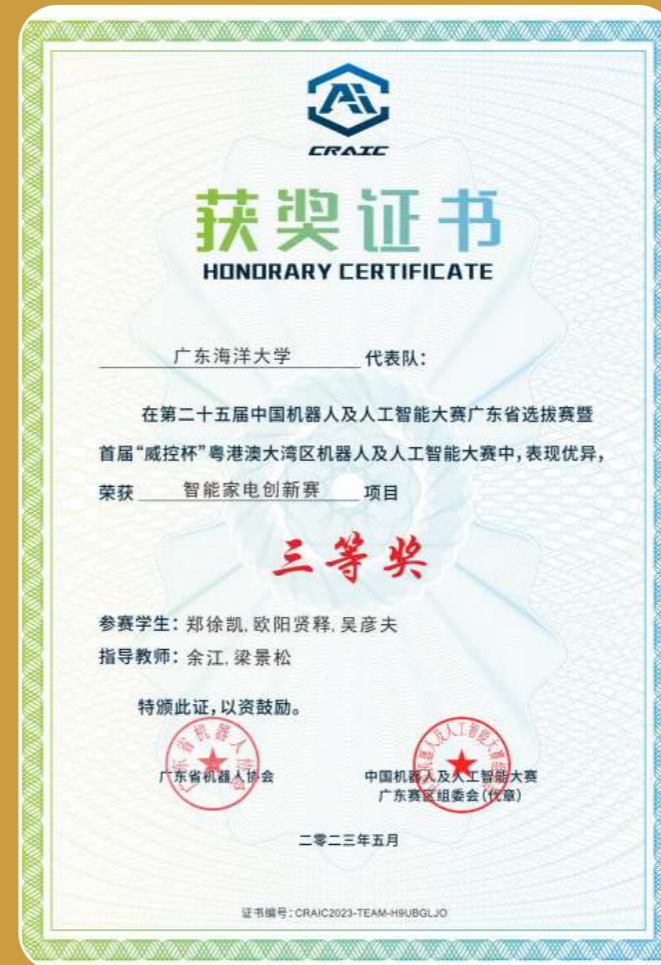 CRAIC
获奖证书
HONORARY CERTIFICATE
广东海洋大学 代表队：
在第二十五届中国机器人及人工智能大赛广东省选拔赛暨
首届“威控杯”粤港澳大湾区机器人及人工智能大赛中，表现优异，
荣获 智能家电创新赛 项目
三等奖
参赛学生：郑徐凯, 欧阳贤释, 吴彦夫
指导教师：余江, 梁景松
特颁此证，以资鼓励。
广东省机器人协会
中国机器人及人工智能大赛
广东赛区组委会（代章）
二零二三年五月
证书编号：CRAIC2023-TEAM-H9UBGLJO